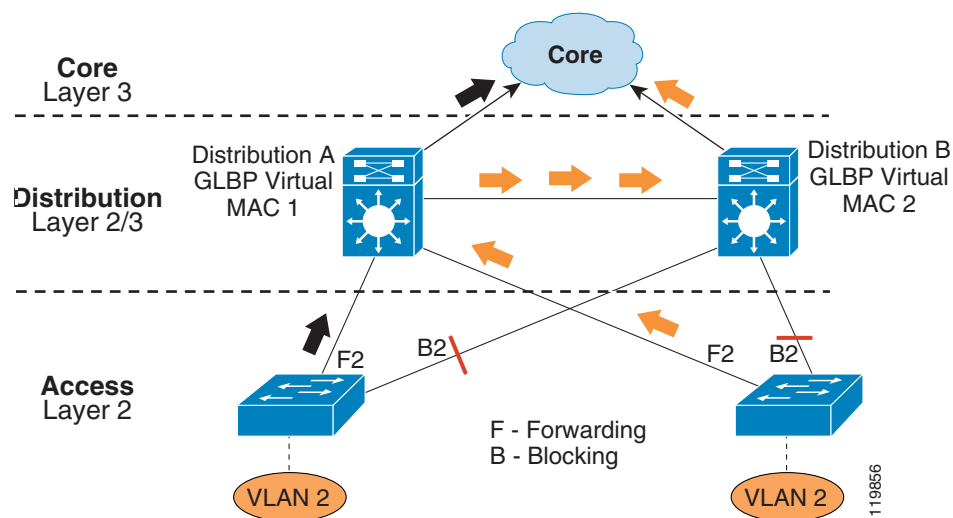 Core
Core
Layer 3
Distribution A
GLBP Virtual
MAC 1
Distribution B
GLBP Virtual
MAC 2
Distribution
Layer 2/3
F2
B2
F2
B2
Access
Layer 2
F - Forwarding
B - Blocking
VLAN 2
VLAN 2
119856